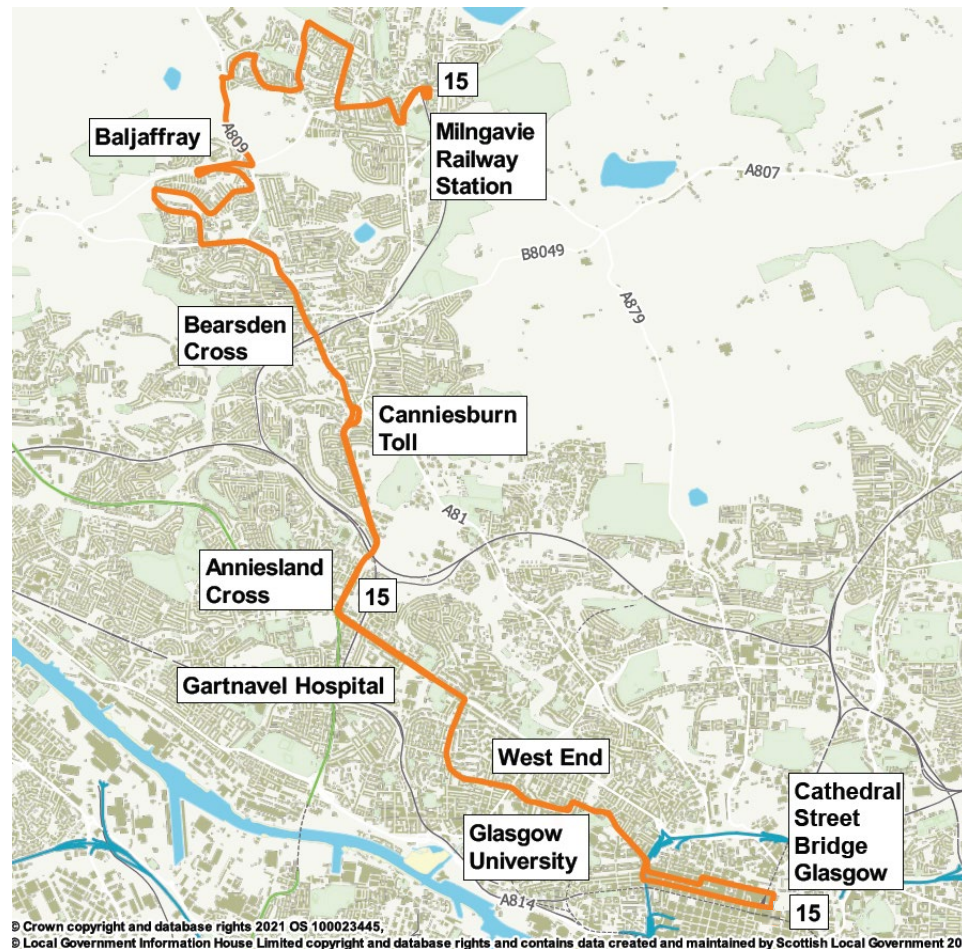 15
Milngavie
Railway
Station
Baljaffray
A809
A807
B8049
A879
Bearsden
Cross
Canniesburn
Toll
A81
Anniesland
Cross
15
Gartnavel Hospital
West End
Cathedral
Street
Bridge
Glasgow
Glasgow
University
A814
15
© Crown copyright and database rights 2021 OS 100023445,
© Local Government Information House Limited copyright and database rights and contains data created and maintained by Scottish Local Government 20